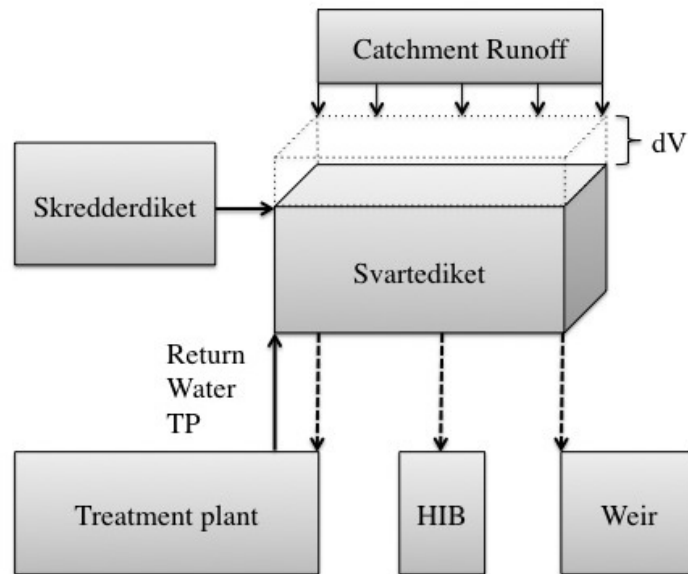 Catchment Runoff
dV
Skredderdiket
Svartediket
Return
Water
TP
Treatment plant
HIB
Weir